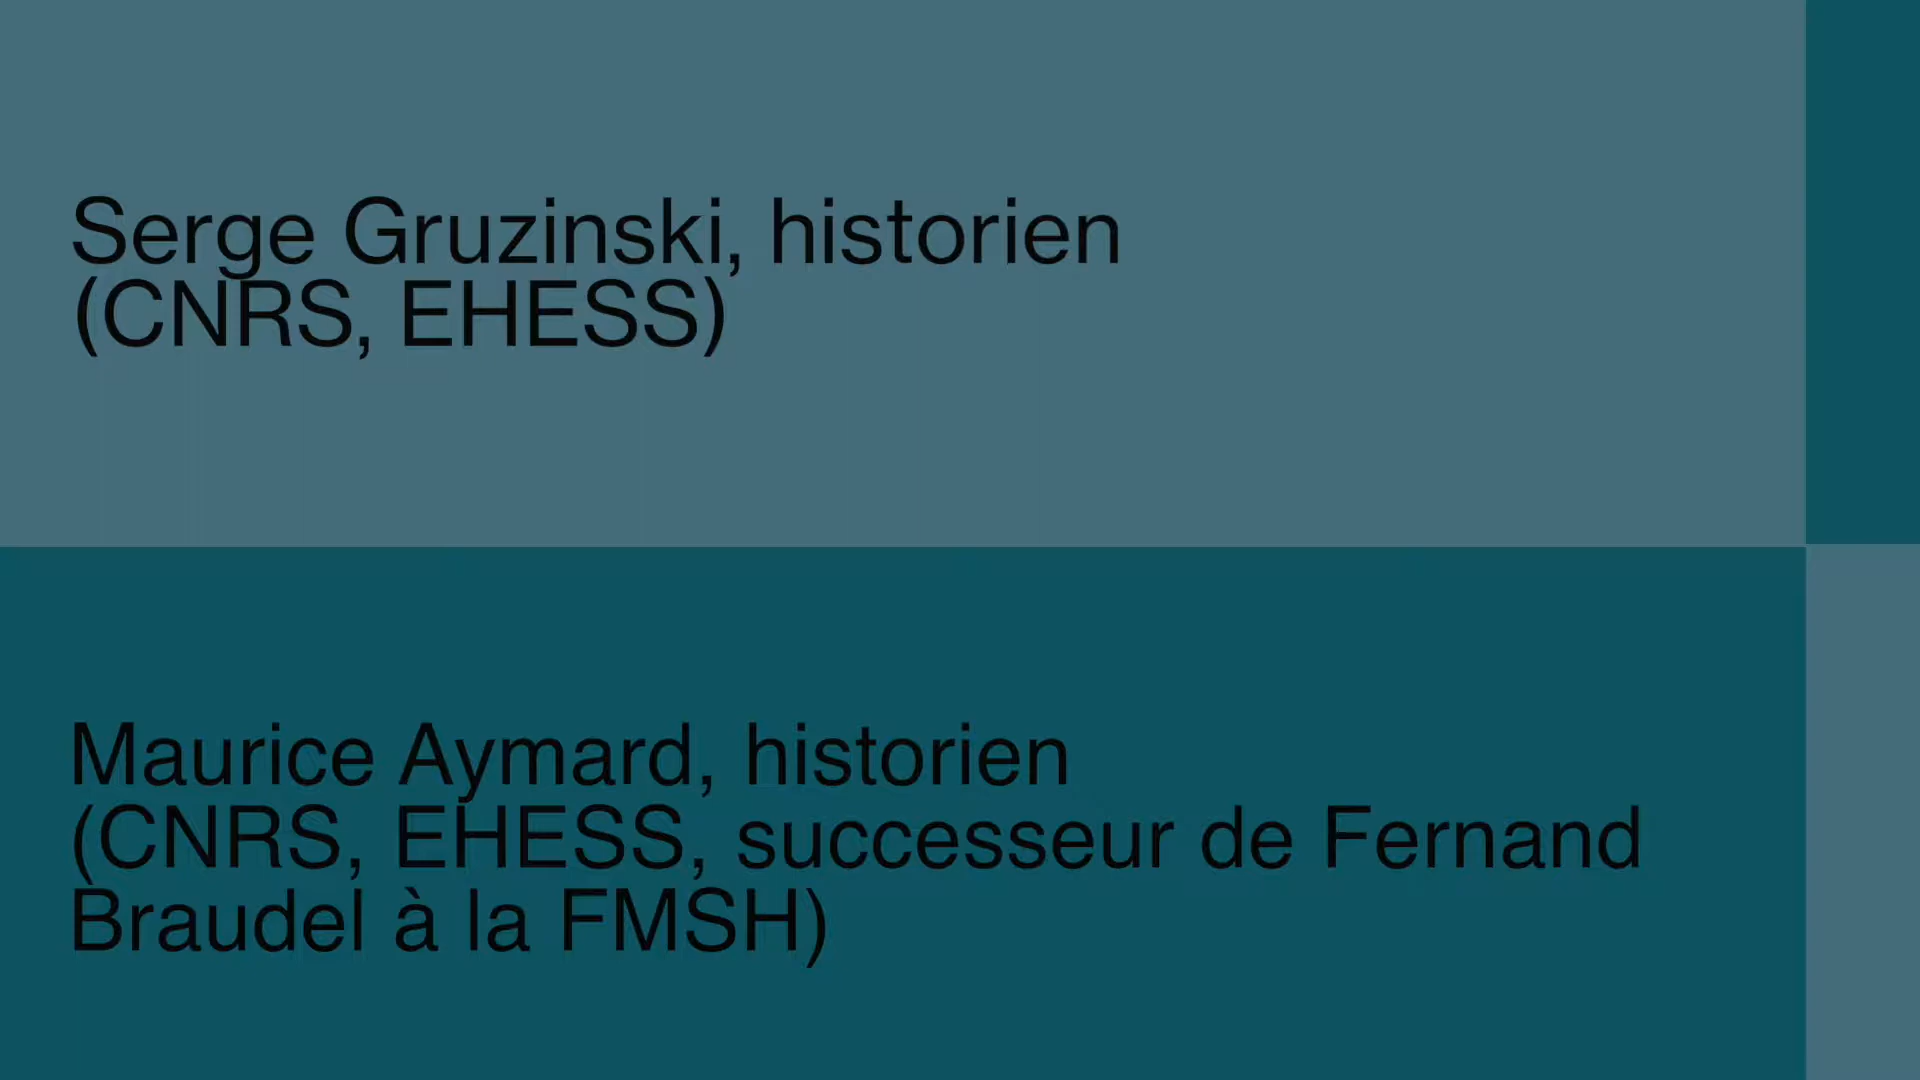 Serge Gruzinski, historien
(CNRS, EHESS)
Maurice Aymard, historien
(CNRS, EHESS, successeur de Fernand
Braudel à la FMSH)